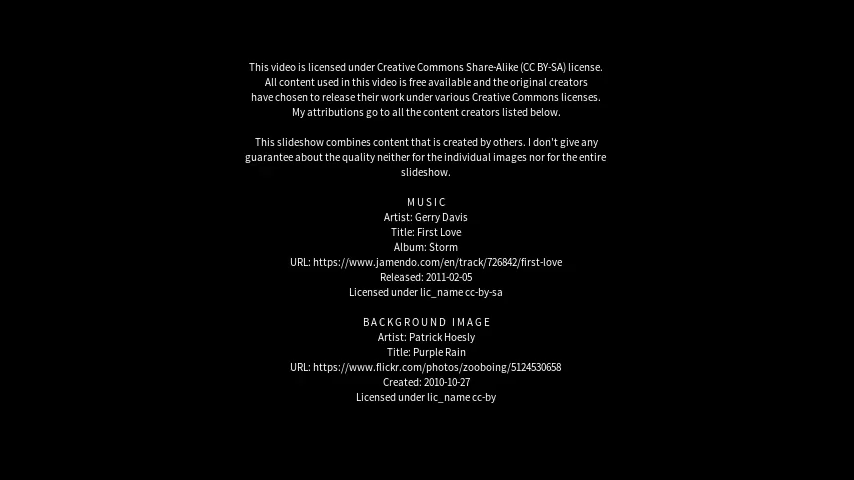 This video is licensed under Creative Commons Share-Alike (CC BY-SA) license.
All content used in this video is free available and the original creators
have chosen to release their work under various Creative Commons licenses.
My attributions go to all the content creators listed below.
This slideshow combines content that is created by others. I don't give any
guarantee about the quality neither for the individual images nor for the entire
slideshow.
MUSIC
Artist: Gerry Davis
Title: First Love
Album: Storm
URL: https://www.jamendo.com/en/track/726842/first-love
Released: 2011-02-05
Licensed under lic_name cc-by-sa
BACKGROUND IMAGE
Artist: Patrick Hoesly
Title: Purple Rain
URL: https://www.flickr.com/photos/zooboing/5124530658
Created: 2010-10-27
Licensed under lic_name cc-by